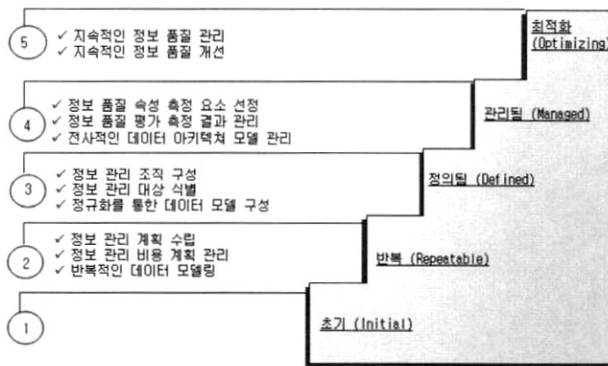 최적화
(Optimizing)
5
✓ 지속적인 정보 품질 관리
✓ 지속적인 정보 품질 개선
관리됨 (Managed)
4
✓ 정보 품질 속성 측정 요소 선정
✓ 정보 품질 평가 측정 결과 관리
✓ 전사적인 데이터 아키텍쳐 모델 관리
정의됨 (Defined)
3
✓ 정보 관리 조직 구성
✓ 정보 관리 대상 식별
✓ 정규화를 통한 데이터 모델 구성
반복 (Repeatable)
2
✓ 정보 관리 계획 수립
✓ 정보 관리 비용 계획 관리
✓ 반복적인 데이터 모델링
초기 (Initial)
1